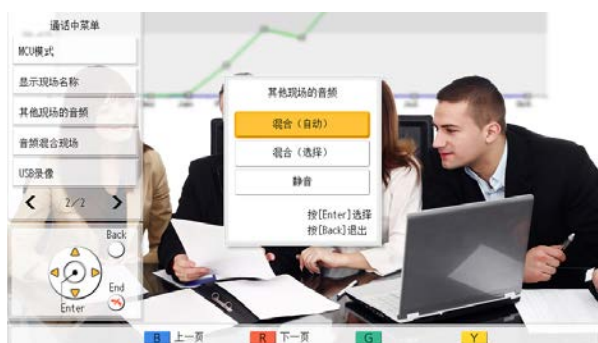 通话中菜单
MCU模式
显示现场名称
其他现场的音频
音频混合现场
USB录像
2/2
Back
End
Enter
其他现场的音频
混合（自动）
混合（选择）
静音
按[Enter]选择
按[Back]退出
B 上一页 R 下一页 G Y